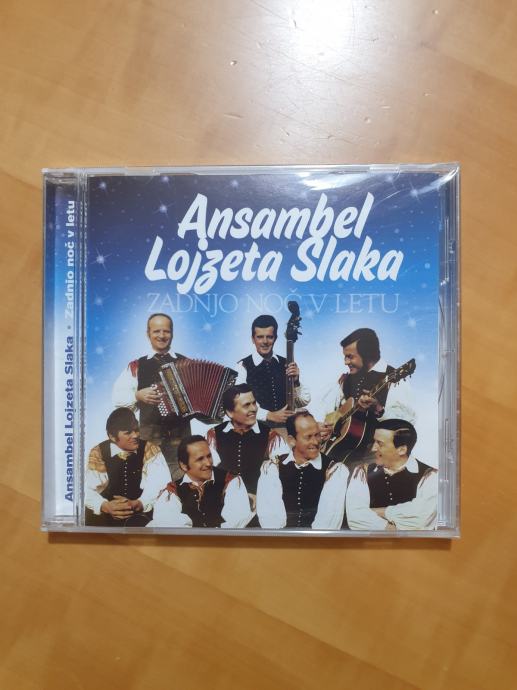 Ansambel
Lojzeta Slaka
ZADNJO NOČ V LETU
Ansambel Lojzeta Slaka • Zadnjo noč v letu